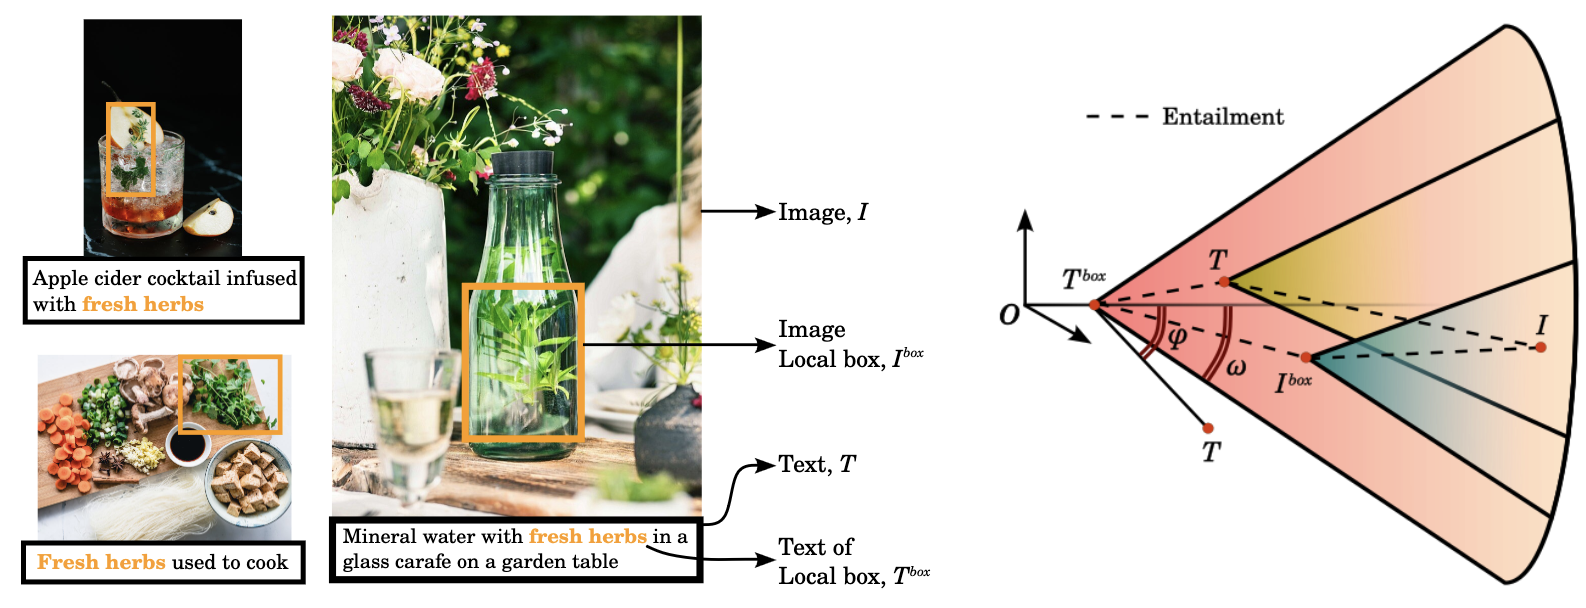 Apple cider cocktail infused
with fresh herbs
Fresh herbs used to cook
Mineral water with fresh herbs in a
glass carafe on a garden table
Image, I
Image
Local box, I^box
Text, T
Text of
Local box, T^box
Entailment
T^box
T
O
φ
ω
I^box
I
T